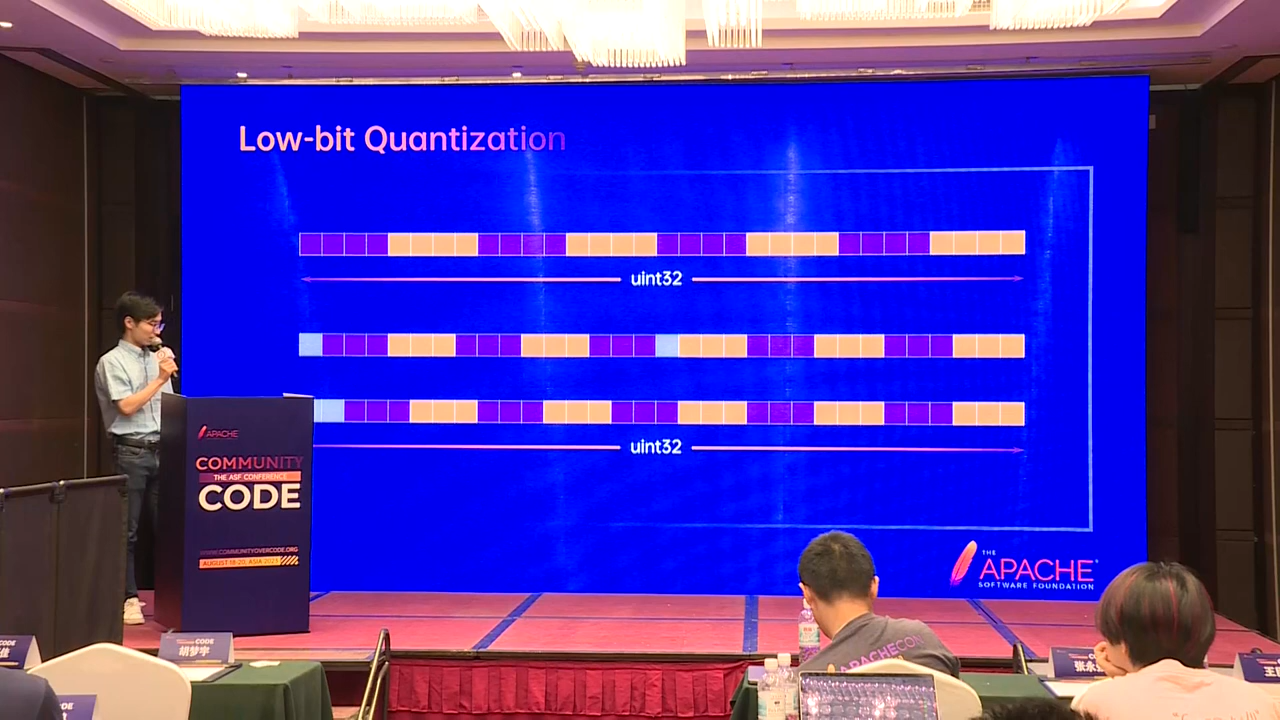 Low-bit Quantization
uint32
uint32
THE
APACHE
SOFTWARE FOUNDATION
APACHE
COMMUNITY
THE ASF CONFERENCE
CODE
WWW.COMMUNITYOVERCODE.ORG
AUGUST 18-20, ASIA 2023
CODE
胡梦宇
APACHECON